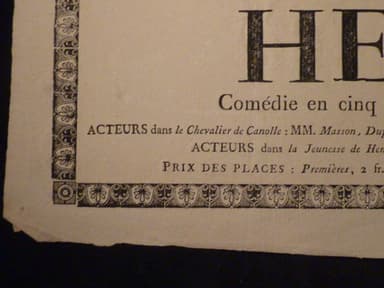 HE
Comédie en cinq
ACTEURS dans le Chevalier de Canolle : MM. Masson, Dup
ACTEURS dans la Jeunesse de Hen
PRIX DES PLACES : Premières, 2 fr.